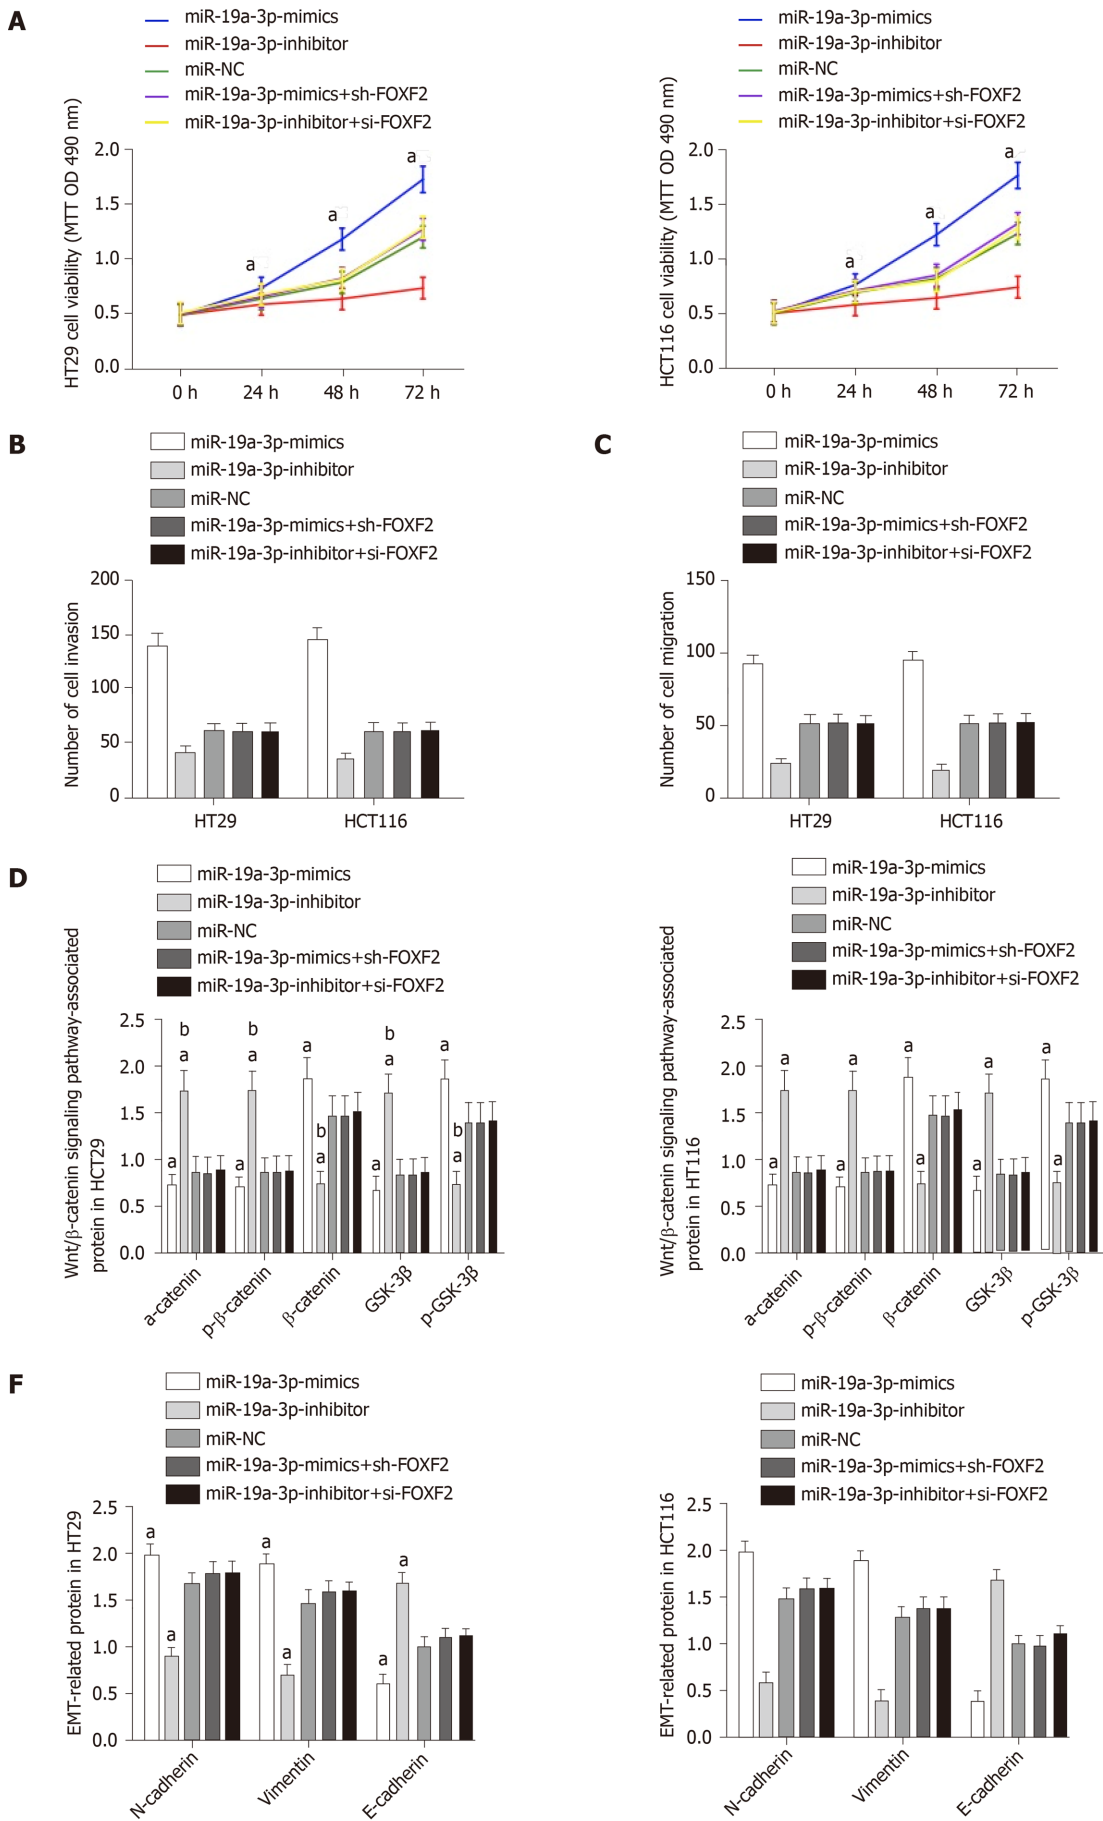 A
miR-19a-3p-mimics
miR-19a-3p-inhibitor
miR-NC
miR-19a-3p-mimics+sh-FOXF2
miR-19a-3p-inhibitor+si-FOXF2
HT29 cell viability (MTT OD 490 nm)
2.0
1.5
1.0
0.5
0.0
a
a
a
0 h 24 h 48 h 72 h
miR-19a-3p-mimics
miR-19a-3p-inhibitor
miR-NC
miR-19a-3p-mimics+sh-FOXF2
miR-19a-3p-inhibitor+si-FOXF2
HCT116 cell viability (MTT OD 490 nm)
2.0
1.5
1.0
0.5
0.0
a
a
a
0 h 24 h 48 h 72 h
B
miR-19a-3p-mimics
miR-19a-3p-inhibitor
miR-NC
miR-19a-3p-mimics+sh-FOXF2
miR-19a-3p-inhibitor+si-FOXF2
Number of cell invasion
200
150
100
50
0
HT29 HCT116
C
miR-19a-3p-mimics
miR-19a-3p-inhibitor
miR-NC
miR-19a-3p-mimics+sh-FOXF2
miR-19a-3p-inhibitor+si-FOXF2
Number of cell migration
150
100
50
0
HT29 HCT116
D
miR-19a-3p-mimics
miR-19a-3p-inhibitor
miR-NC
miR-19a-3p-mimics+sh-FOXF2
miR-19a-3p-inhibitor+si-FOXF2
Wnt/β-catenin signaling pathway-associated
protein in HCT29
2.5
2.0
1.5
1.0
0.5
0.0
b b b
a a a a a
b b
a a a a a
a-catenin p-β-catenin β-catenin GSK-3β p-GSK-3β
miR-19a-3p-mimics
miR-19a-3p-inhibitor
miR-NC
miR-19a-3p-mimics+sh-FOXF2
miR-19a-3p-inhibitor+si-FOXF2
Wnt/β-catenin signaling pathway-associated
protein in HT116
2.5
2.0
1.5
1.0
0.5
0.0
a a a a a
a a a a a
a-catenin p-β-catenin β-catenin GSK-3β p-GSK-3β
F
miR-19a-3p-mimics
miR-19a-3p-inhibitor
miR-NC
miR-19a-3p-mimics+sh-FOXF2
miR-19a-3p-inhibitor+si-FOXF2
EMT-related protein in HT29
2.5
2.0
1.5
1.0
0.5
0.0
a a a
a a a
N-cadherin Vimentin E-cadherin
miR-19a-3p-mimics
miR-19a-3p-inhibitor
miR-NC
miR-19a-3p-mimics+sh-FOXF2
miR-19a-3p-inhibitor+si-FOXF2
EMT-related protein in HCT116
2.5
2.0
1.5
1.0
0.5
0.0
N-cadherin Vimentin E-cadherin